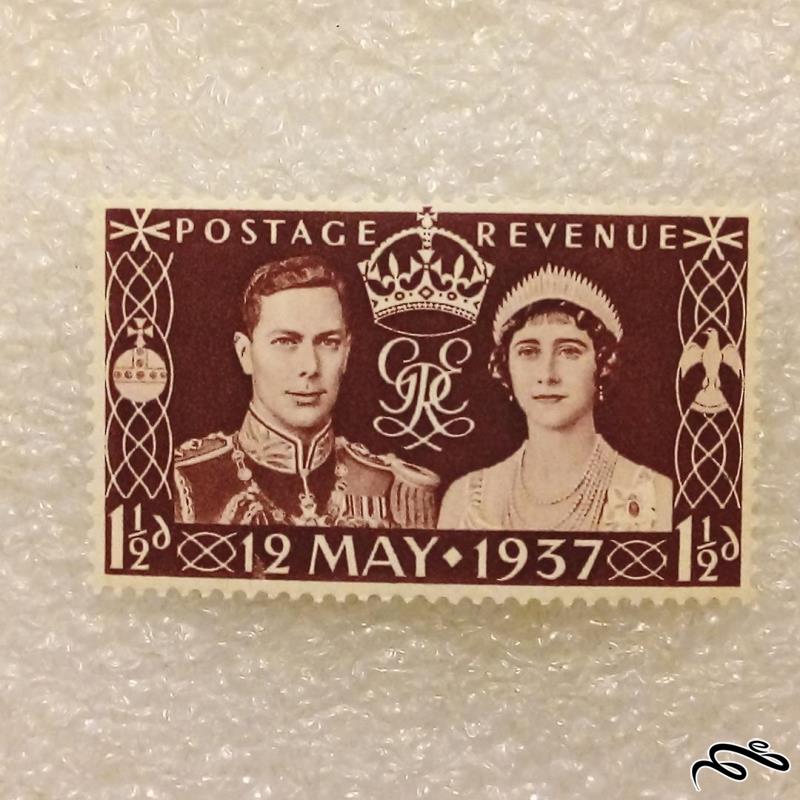 POSTAGE REVENUE
GRE
1½d 12 MAY · 1937 1½d